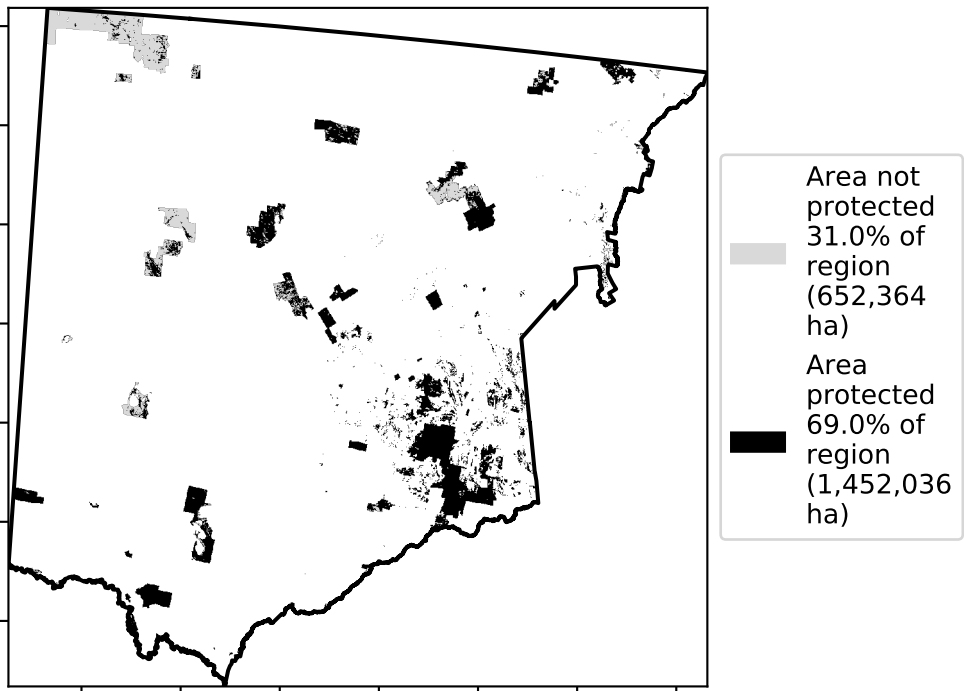 Area not
protected
31.0% of
region
(652,364
ha)
Area
protected
69.0% of
region
(1,452,036
ha)